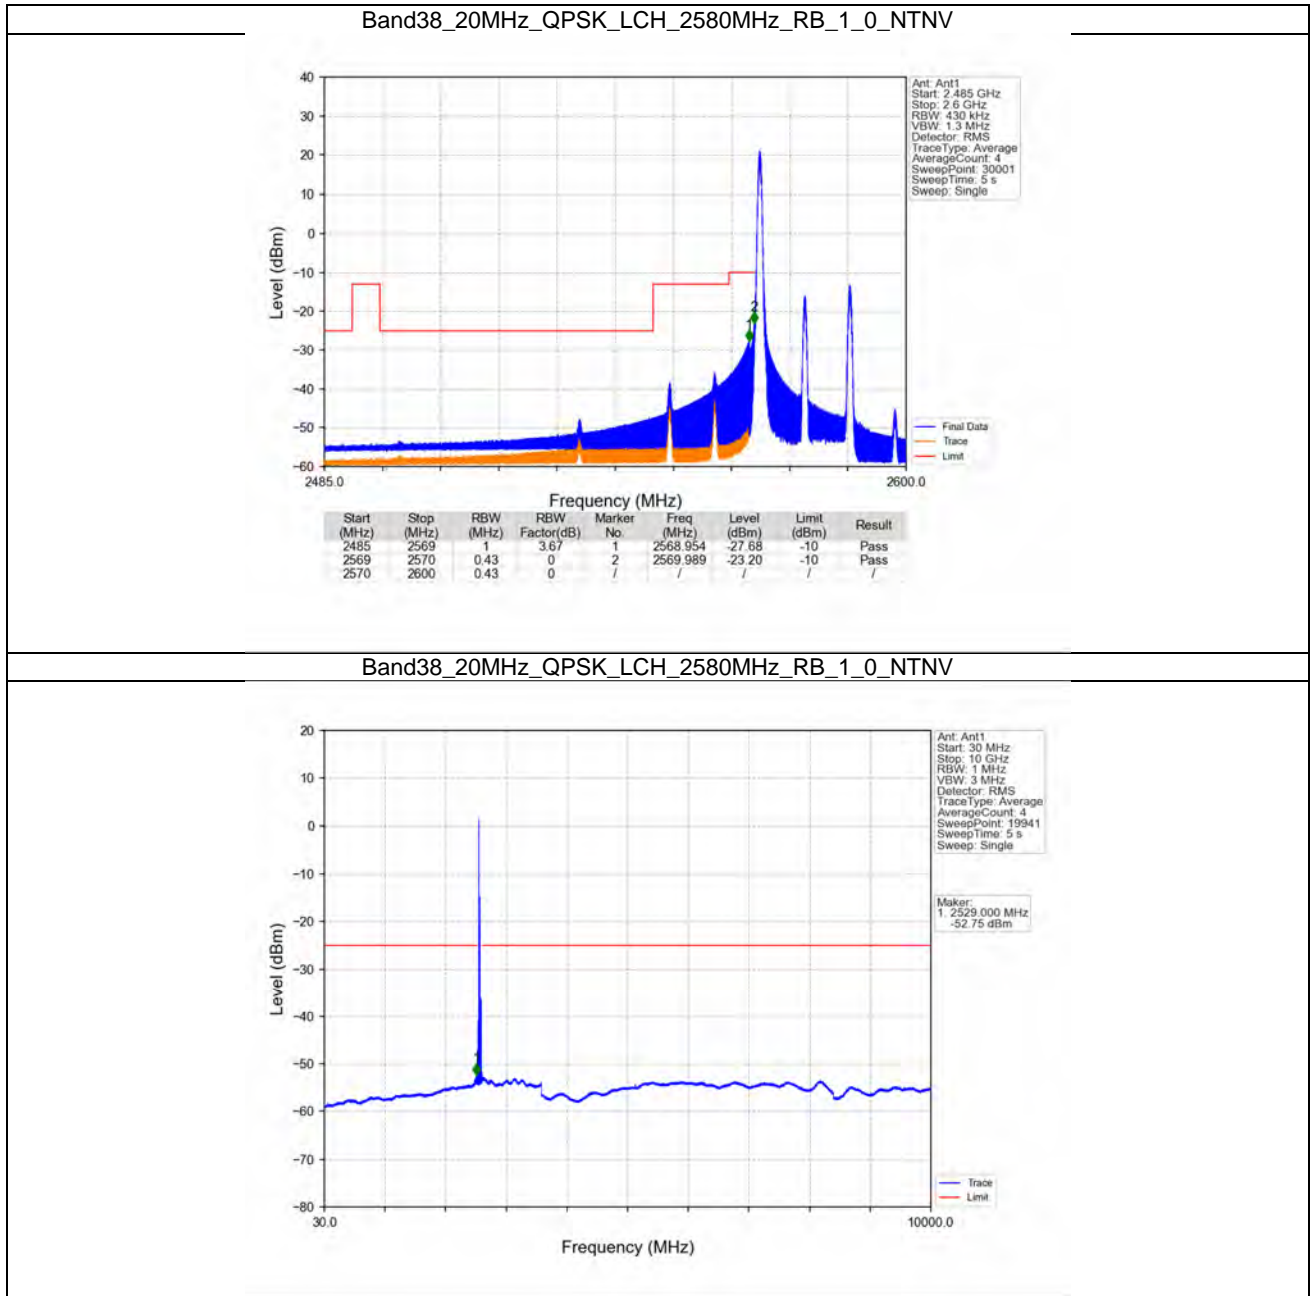 Band38_20MHz_QPSK_LCH_2580MHz_RB_1_0_NTNV
Ant: Ant1
Start: 2.485 GHz
Stop: 2.6 GHz
RBW: 430 kHz
VBW: 1.3 MHz
Detector: RMS
TraceType: Average
AverageCount: 4
SweepPoint: 30001
SweepTime: 5 s
Sweep: Single
Level (dBm)
40
30
20
10
0
−10
−20
−30
−40
−50
−60
1
2
Final Data
Trace
Limit
2485.0 2600.0
Frequency (MHz)
Start (MHz) Stop (MHz) RBW (MHz) RBW Factor(dB) Marker No. Freq (MHz) Level (dBm) Limit (dBm) Result
2485 2569 1 3.67 1 2568.954 -27.68 -10 Pass
2569 2570 0.43 0 2 2569.989 -23.20 -10 Pass
2570 2600 0.43 0 / / / / /
Band38_20MHz_QPSK_LCH_2580MHz_RB_1_0_NTNV
Ant: Ant1
Start: 30 MHz
Stop: 10 GHz
RBW: 1 MHz
VBW: 3 MHz
Detector: RMS
TraceType: Average
AverageCount: 4
SweepPoint: 19941
SweepTime: 5 s
Sweep: Single
Maker:
1. 2529.000 MHz
-52.75 dBm
Level (dBm)
20
10
0
−10
−20
−30
−40
−50
−60
−70
−80
1
Trace
Limit
30.0 10000.0
Frequency (MHz)